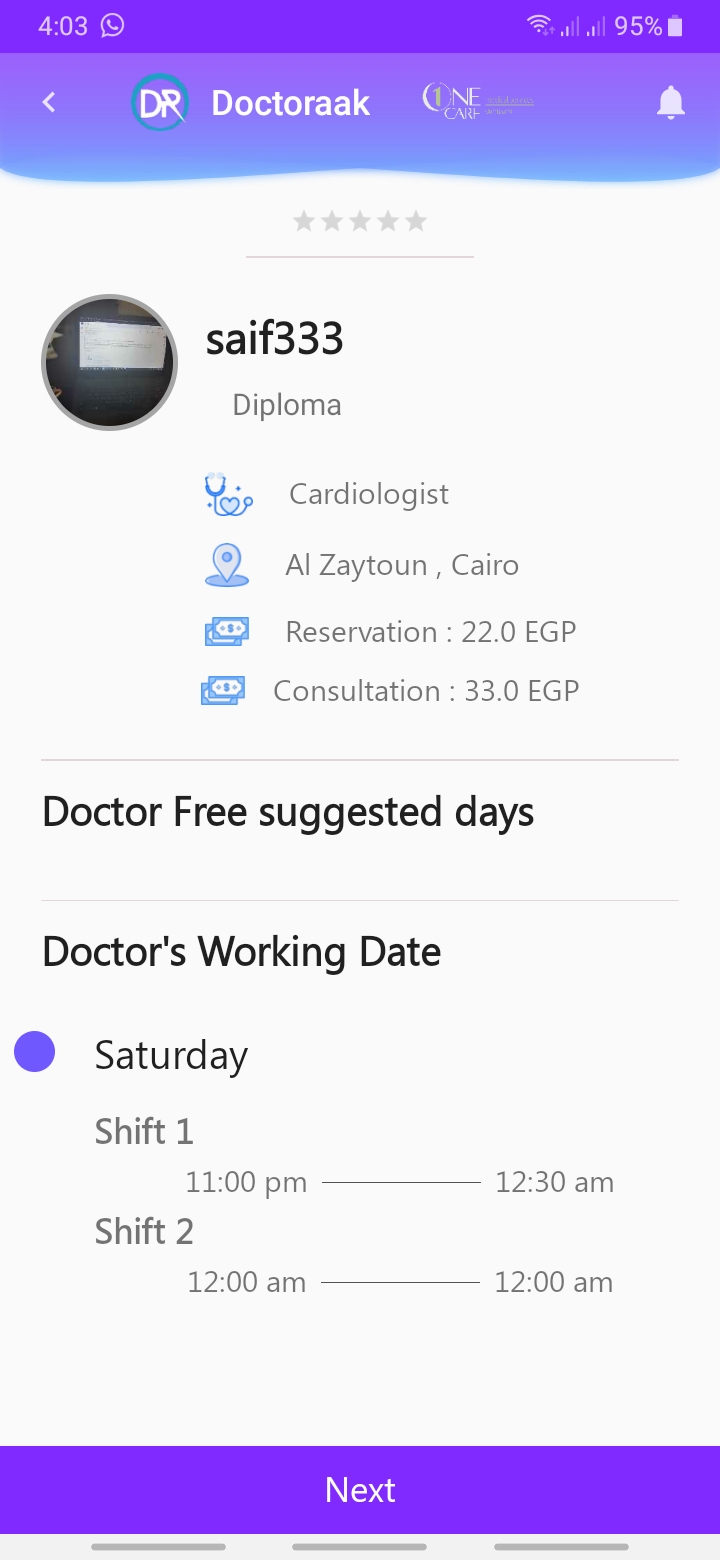 4:03 95%
DR Doctoraak ONE CARE
saif333
Diploma
Cardiologist
Al Zaytoun , Cairo
Reservation : 22.0 EGP
Consultation : 33.0 EGP
Doctor Free suggested days
Doctor's Working Date
Saturday
Shift 1
11:00 pm 12:30 am
Shift 2
12:00 am 12:00 am
Next